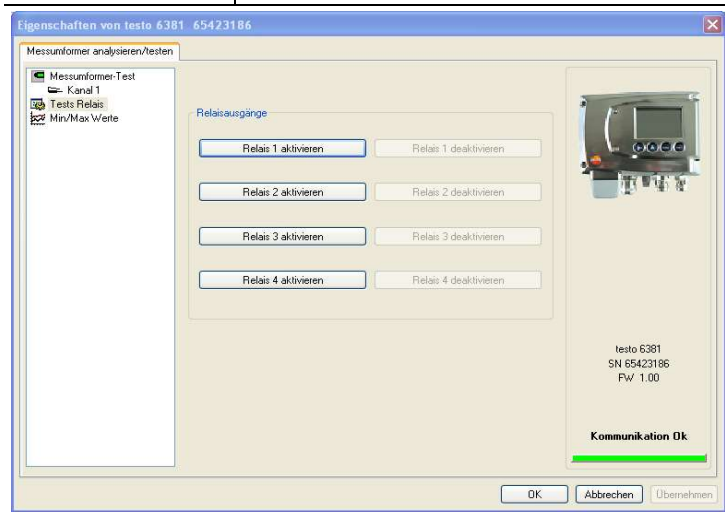 Eigenschaften von testo 6381 65423186
Messumformer analysieren/testen
Messumformer-Test
Kanal 1
Tests Relais
Min/Max Werte
Relaisausgänge
Relais 1 aktivieren
Relais 1 deaktivieren
Relais 2 aktivieren
Relais 2 deaktivieren
Relais 3 aktivieren
Relais 3 deaktivieren
Relais 4 aktivieren
Relais 4 deaktivieren
testo 6381
SN 65423186
FW 1.00
Kommunikation Ok
OK
Abbrechen
Übernehmen